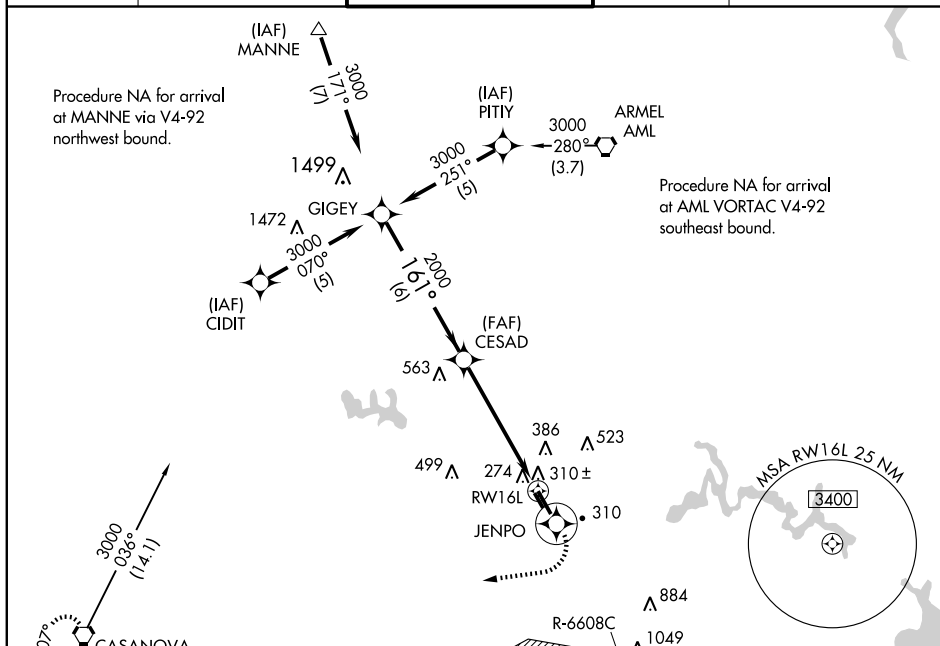 (IAF)
MANNE
3000
171°
(7)
Procedure NA for arrival
at MANNE via V4-92
northwest bound.
(IAF)
PITIY
ARMEL
AML
3000
280°
(3.7)
3000
251°
(5)
1499
GIGEY
1472
Procedure NA for arrival
at AML VORTAC V4-92
southeast bound.
3000
070°
(5)
(IAF)
CIDIT
2000
161°
(6)
(FAF)
CESAD
563
386
523
499
274
310±
RW16L
JENPO
310
MSA RW16L 25 NM
3400
3000
036°
(14.1)
884
R-6608C
1049
07°
CASANOVA